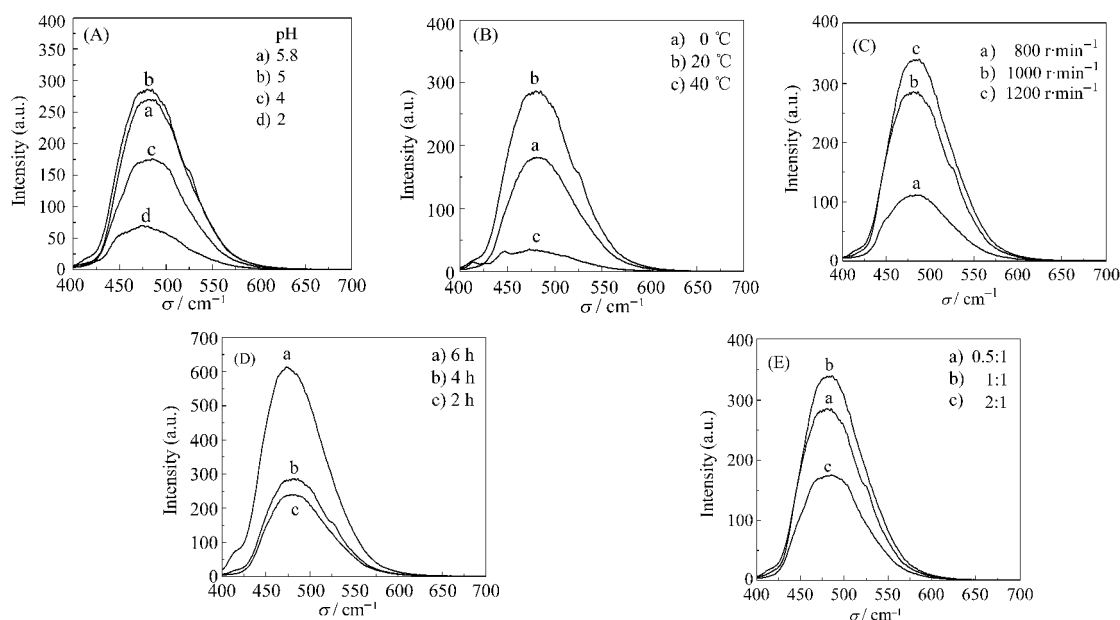 (A)
pH
a) 5.8
b) 5
c) 4
d) 2
b
a
c
d
Intensity (a.u.)
400
350
300
250
200
150
100
50
0
400 450 500 550 600 650 700
σ / cm⁻¹
(B)
a) 0 ℃
b) 20 ℃
c) 40 ℃
b
a
c
Intensity (a.u.)
400
300
200
100
0
400 450 500 550 600 650 700
σ / cm⁻¹
(C)
a) 800 r·min⁻¹
b) 1000 r·min⁻¹
c) 1200 r·min⁻¹
c
b
a
Intensity (a.u.)
400
300
200
100
0
400 450 500 550 600 650 700
σ / cm⁻¹
(D)
a) 6 h
b) 4 h
c) 2 h
a
b
c
Intensity (a.u.)
700
600
500
400
300
200
100
0
400 450 500 550 600 650 700
σ / cm⁻¹
(E)
a) 0.5:1
b) 1:1
c) 2:1
b
a
c
Intensity (a.u.)
400
350
300
200
100
0
400 450 500 550 600 650 700
σ / cm⁻¹